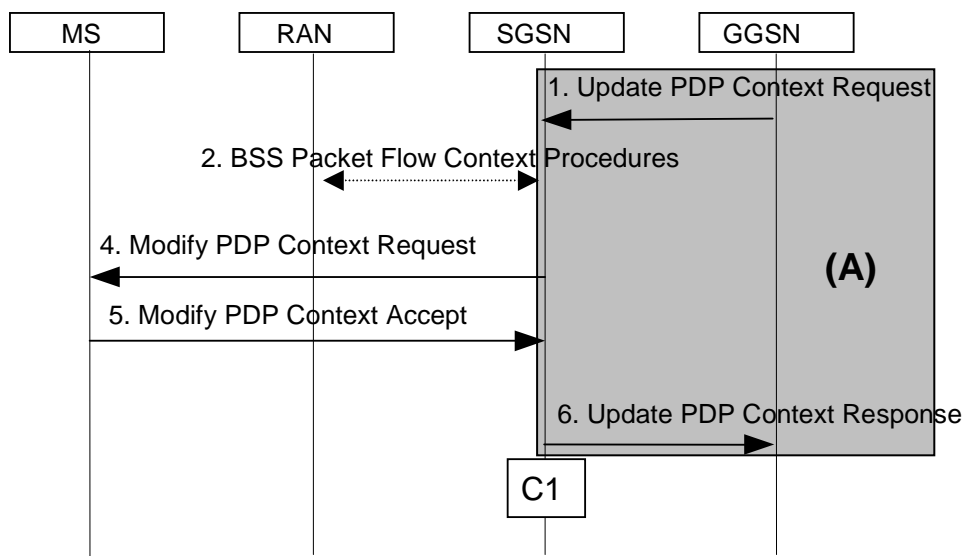 MS RAN SGSN GGSN
1. Update PDP Context Request
2. BSS Packet Flow Context Procedures
4. Modify PDP Context Request
(A)
5. Modify PDP Context Accept
6. Update PDP Context Response
C1